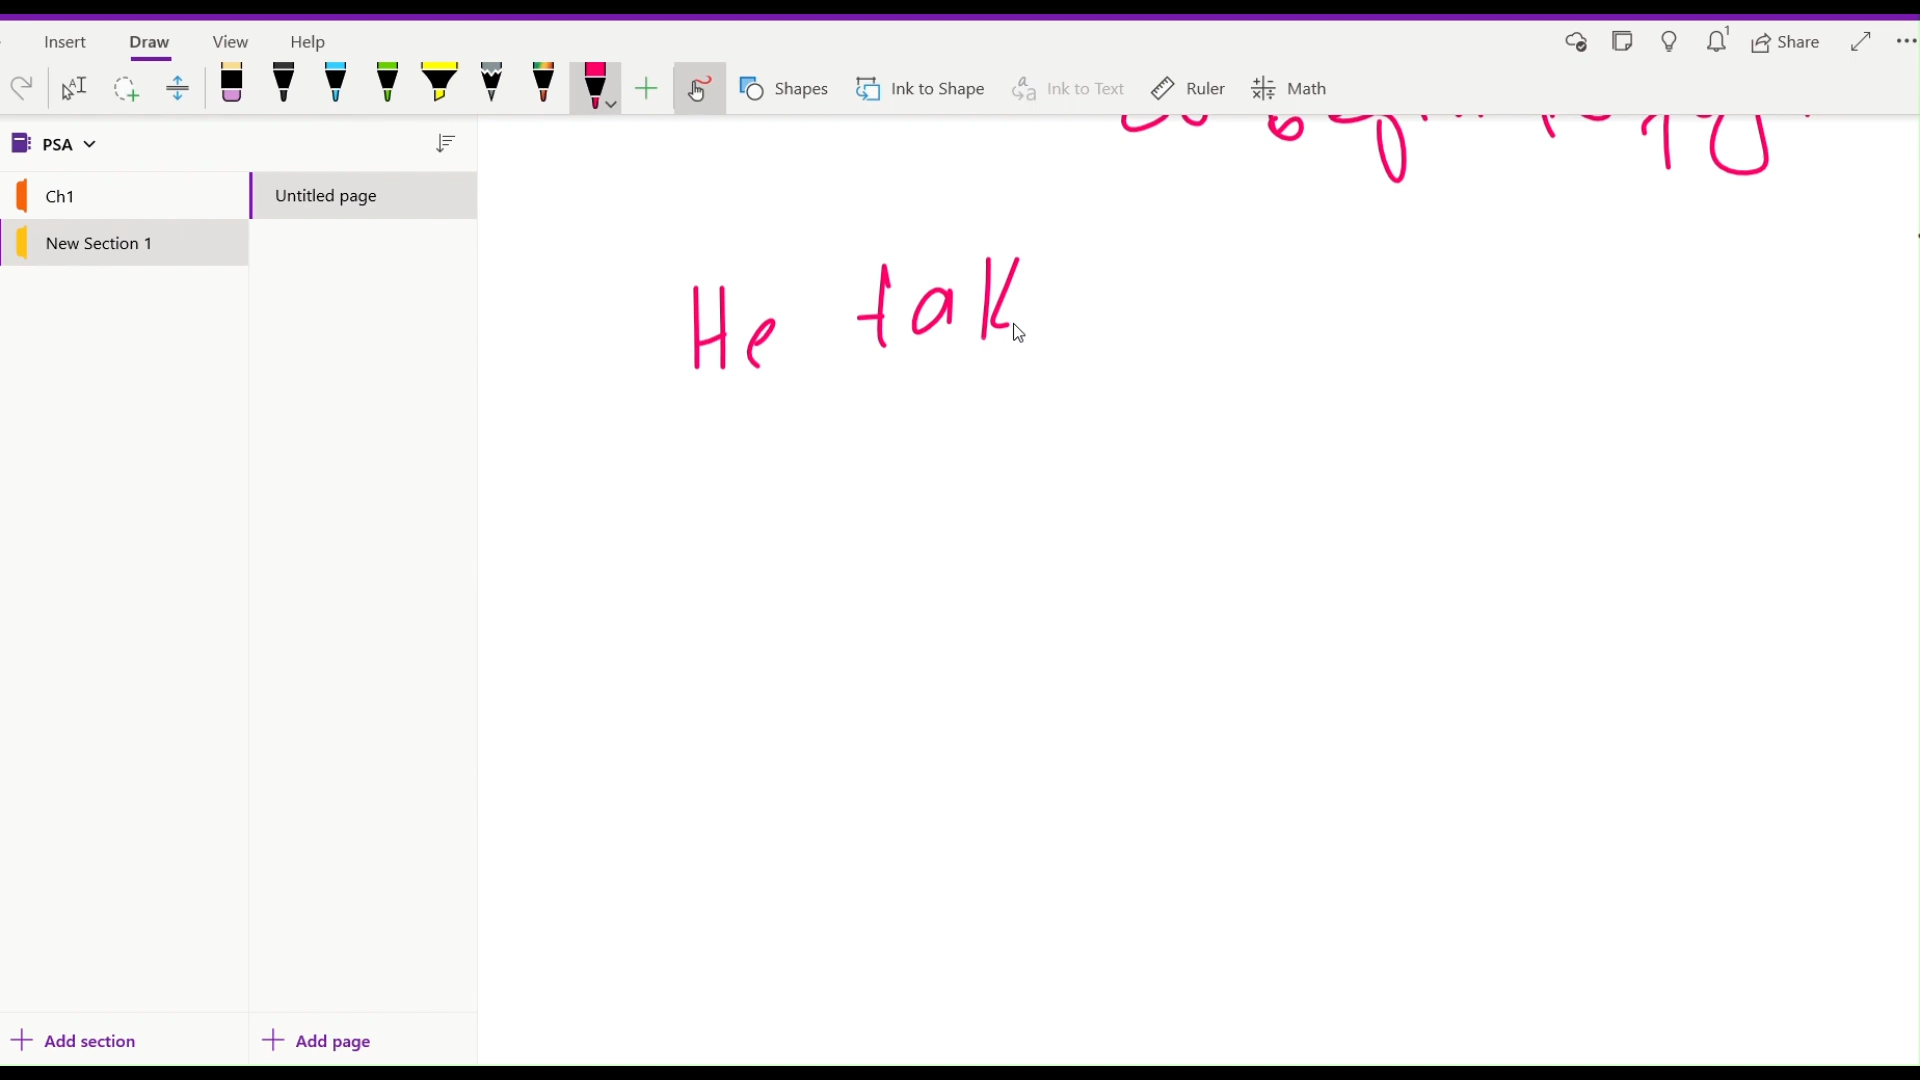 Insert Draw View Help 1 Share
Shapes Ink to Shape Ink to Text Ruler Math
PSA
Ch1 Untitled page
New Section 1
He tak
Add section Add page